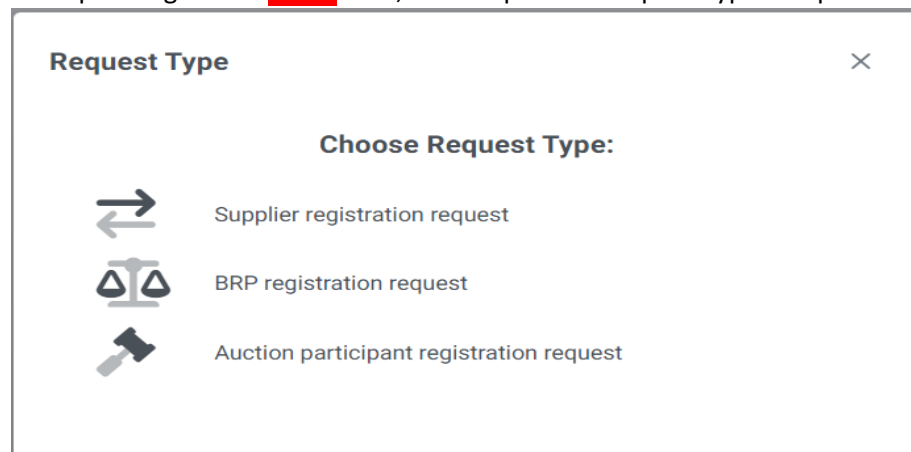 Request Type
Choose Request Type:
Supplier registration request
BRP registration request
Auction participant registration request